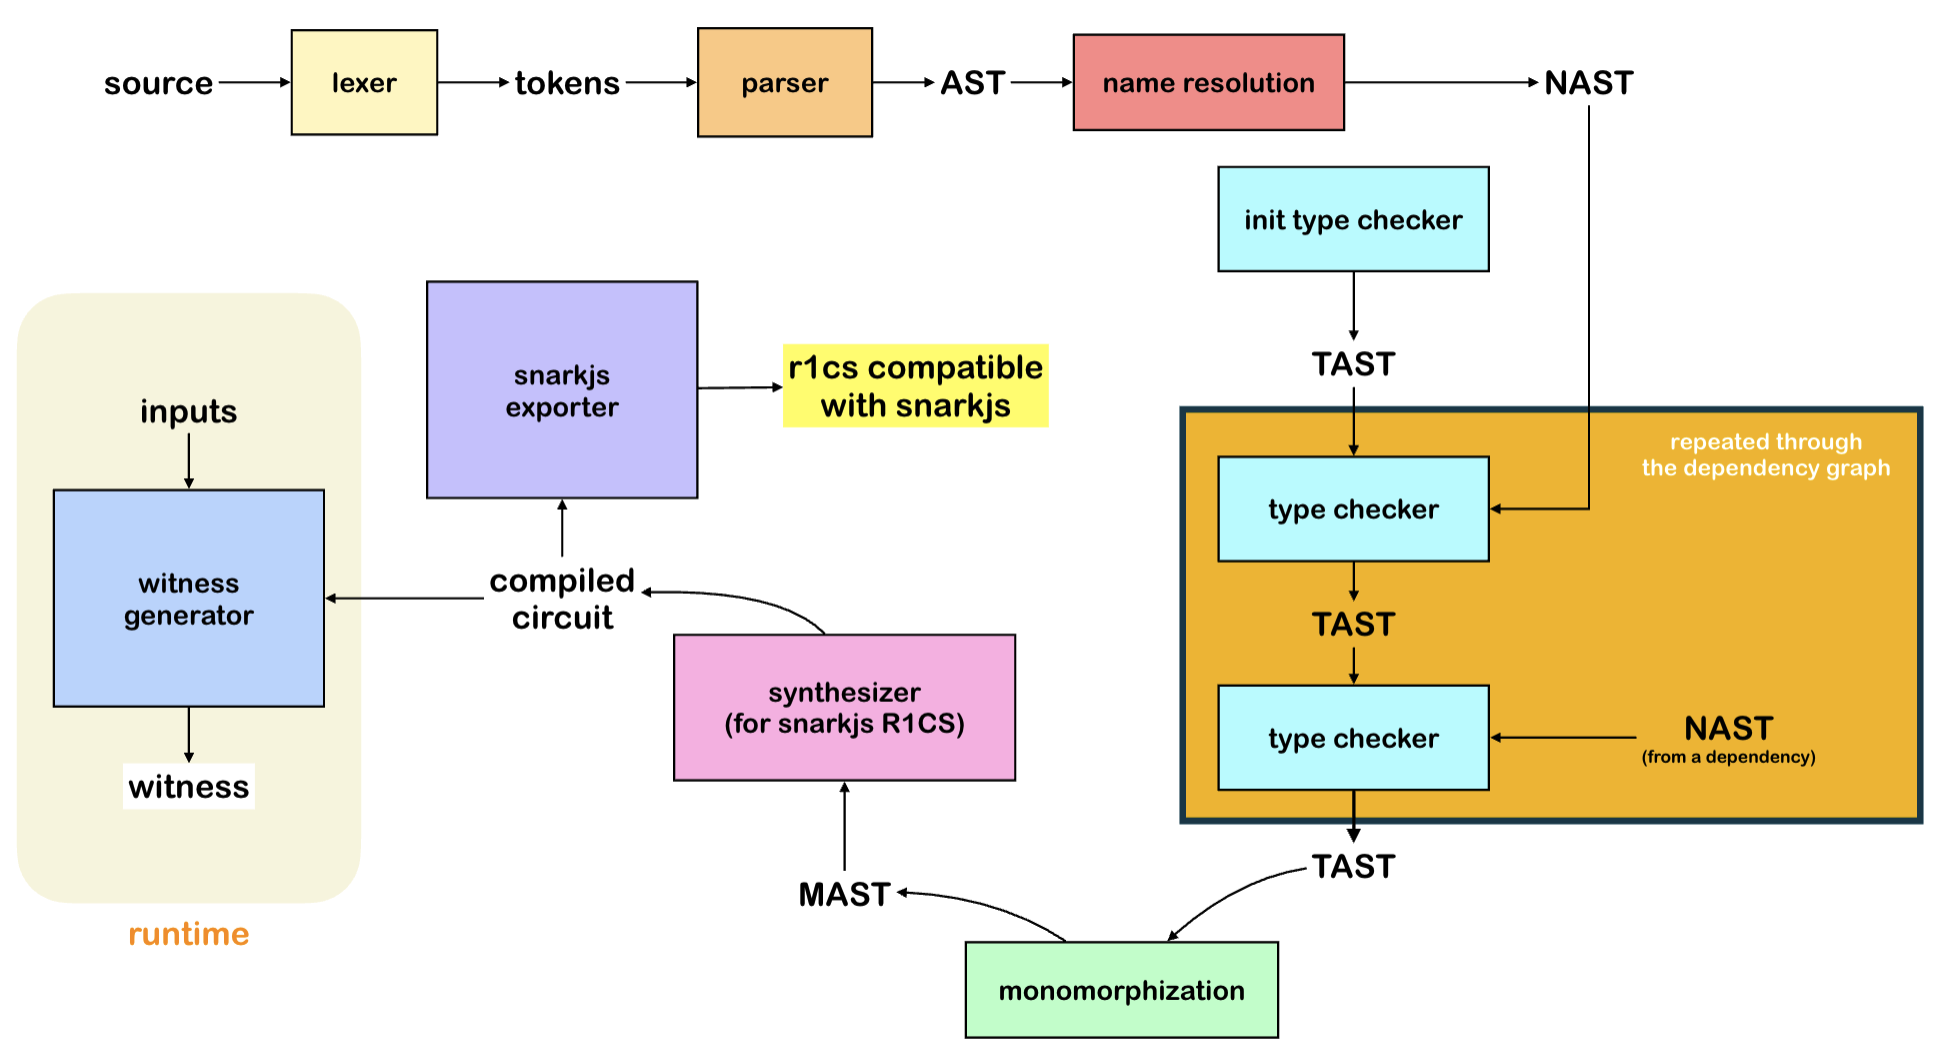 source
lexer
tokens
parser
AST
name resolution
NAST
init type checker
TAST
repeated through
the dependency graph
type checker
TAST
type checker
NAST
(from a dependency)
TAST
monomorphization
MAST
synthesizer
(for snarkjs R1CS)
compiled
circuit
snarkjs
exporter
r1cs compatible
with snarkjs
inputs
witness
generator
witness
runtime